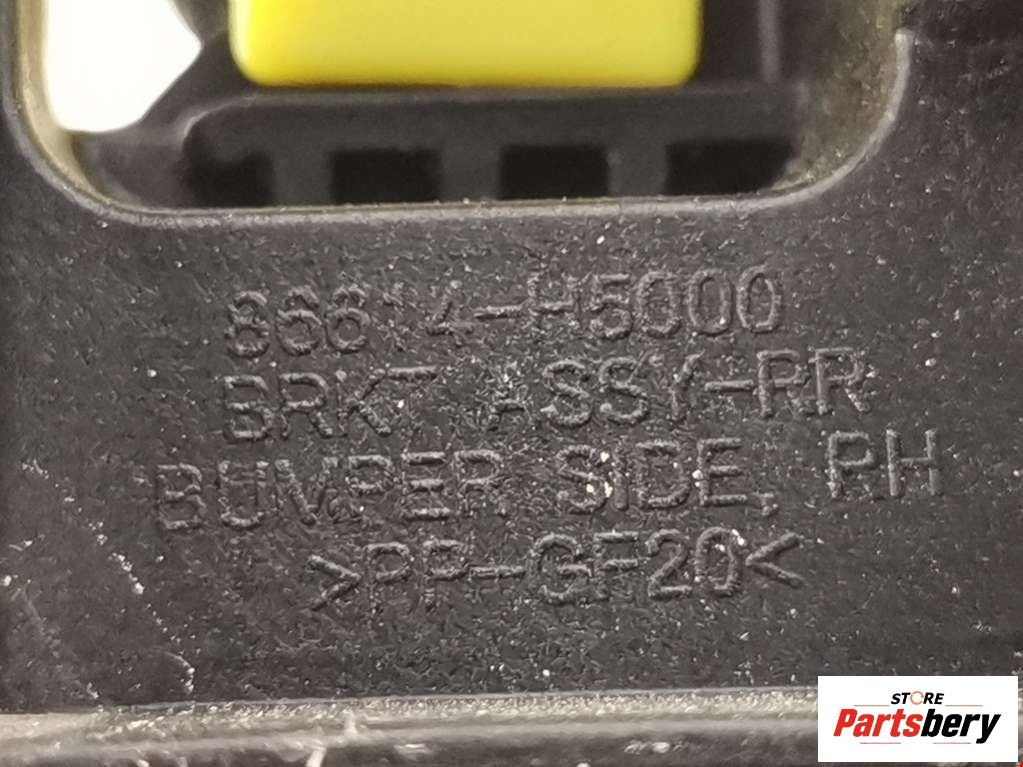 86614-H5000
BRKT ASSY-RR
BUMPER SIDE, RH
>PP-GF20<
STORE
Partsbery